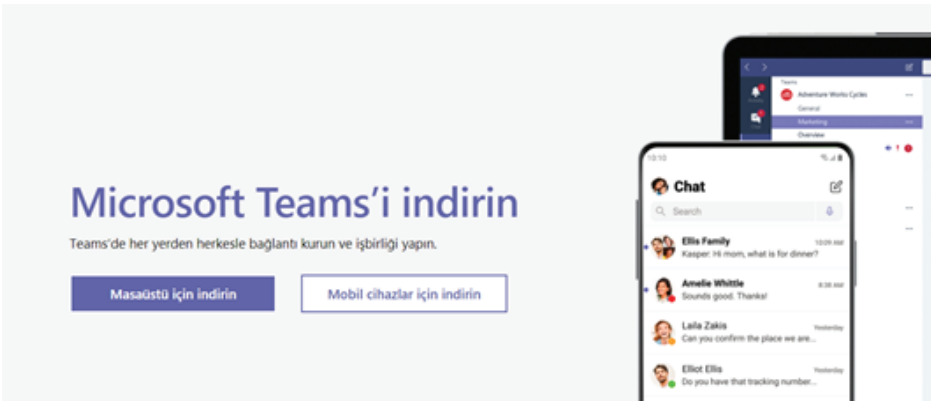 Microsoft Teams'i indirin
Teams'de her yerden herkesle bağlantı kurun ve işbirliği yapın.
Masaüstü için indirin
Mobil cihazlar için indirin
Teams
Adventure Works Cycles
General
Marketing
Overview
10:10
Chat
Search
Ellis Family
10:09 AM
Kasper: Hi mom, what is for dinner?
Amelie Whittle
8:38 AM
Sounds good. Thanks!
Laila Zakis
Yesterday
Can you confirm the place we are...
Elliot Ellis
Yesterday
Do you have that tracking number...